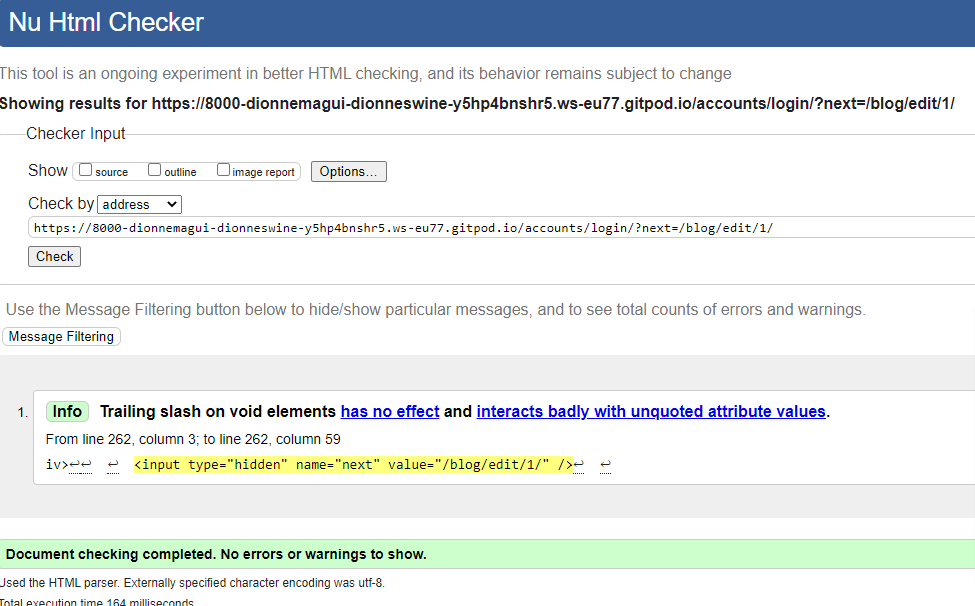 Nu Html Checker
This tool is an ongoing experiment in better HTML checking, and its behavior remains subject to change
Showing results for https://8000-dionnemagui-dionneswine-y5hp4bnshr5.ws-eu77.gitpod.io/accounts/login/?next=/blog/edit/1/
Checker Input
Show source outline image report Options...
Check by address
https://8000-dionnemagui-dionneswine-y5hp4bnshr5.ws-eu77.gitpod.io/accounts/login/?next=/blog/edit/1/
Check
Use the Message Filtering button below to hide/show particular messages, and to see total counts of errors and warnings.
Message Filtering
1. Info Trailing slash on void elements has no effect and interacts badly with unquoted attribute values.
From line 262, column 3; to line 262, column 59
iv>↩↩ ↩ <input type="hidden" name="next" value="/blog/edit/1/" />↩ ↩
Document checking completed. No errors or warnings to show.
Used the HTML parser. Externally specified character encoding was utf-8.
Total execution time 164 milliseconds